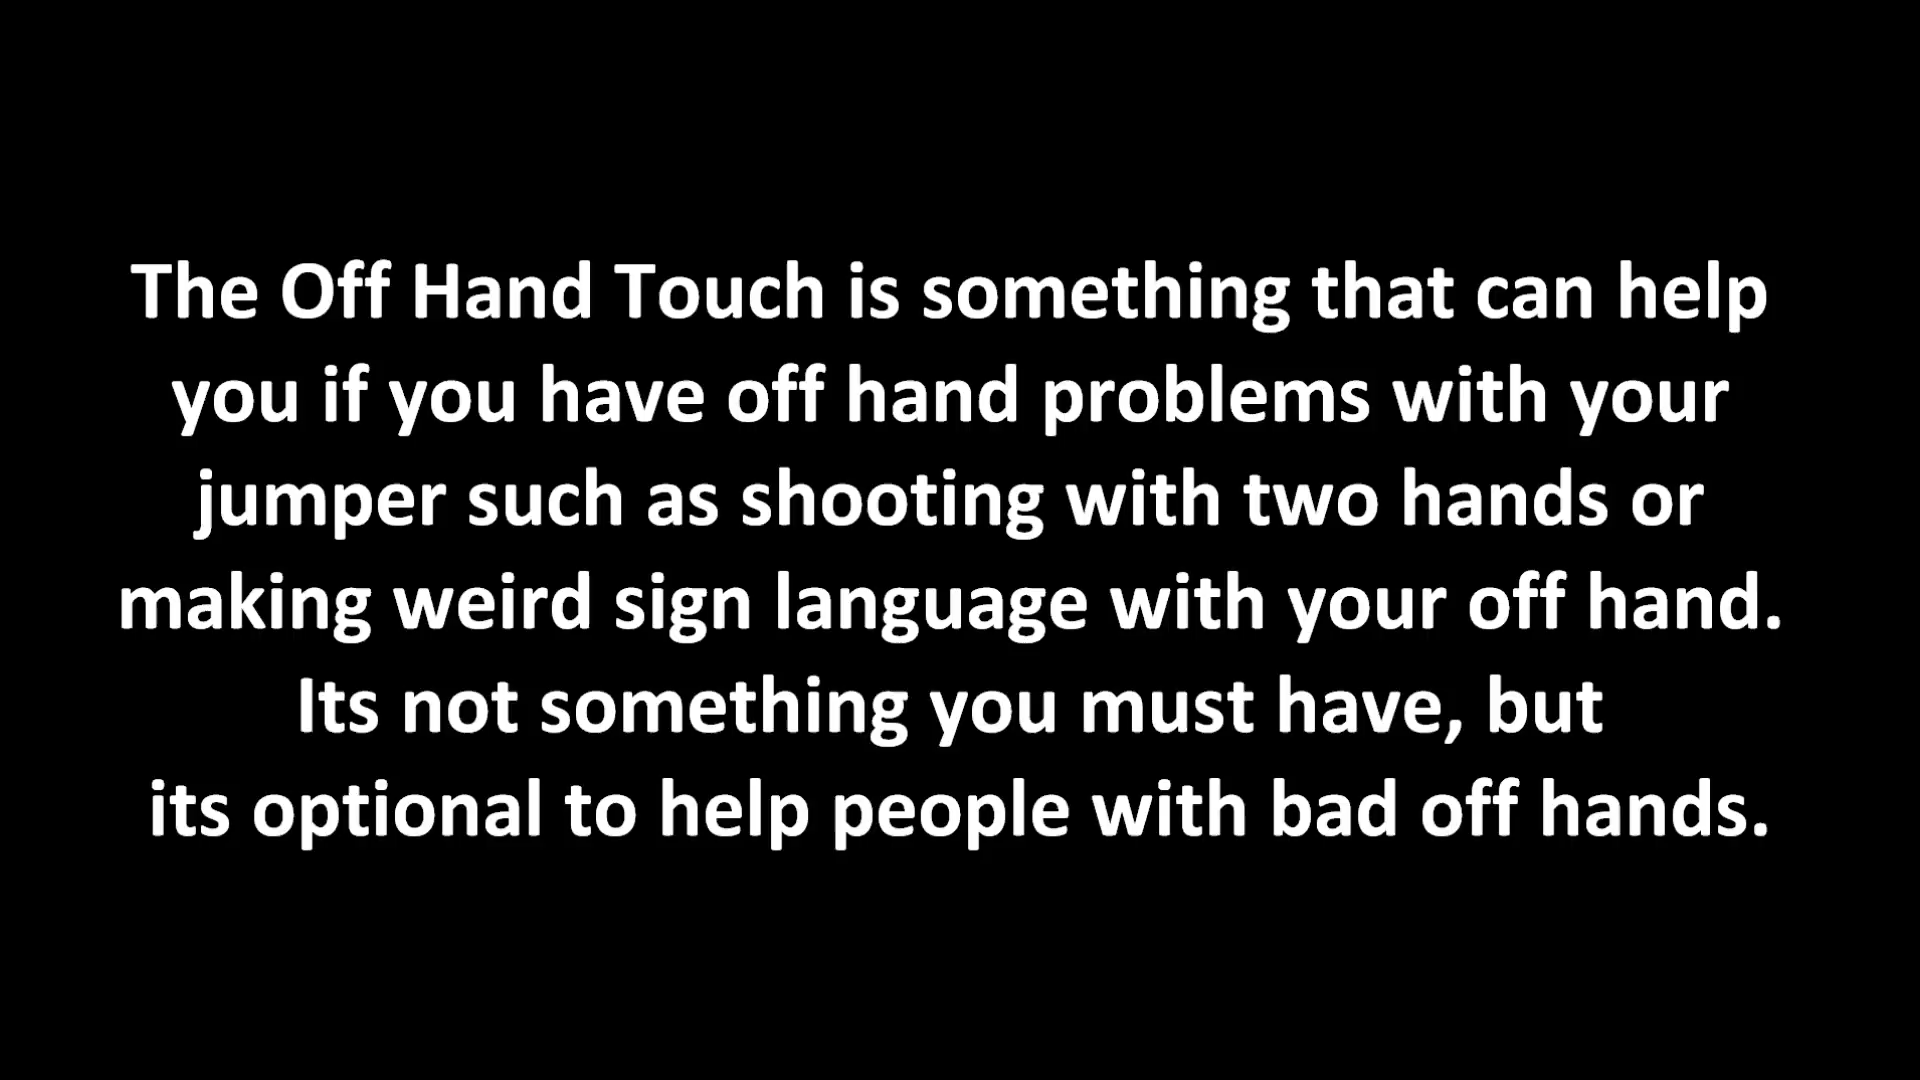 The Off Hand Touch is something that can help
you if you have off hand problems with your
jumper such as shooting with two hands or
making weird sign language with your off hand.
Its not something you must have, but
its optional to help people with bad off hands.